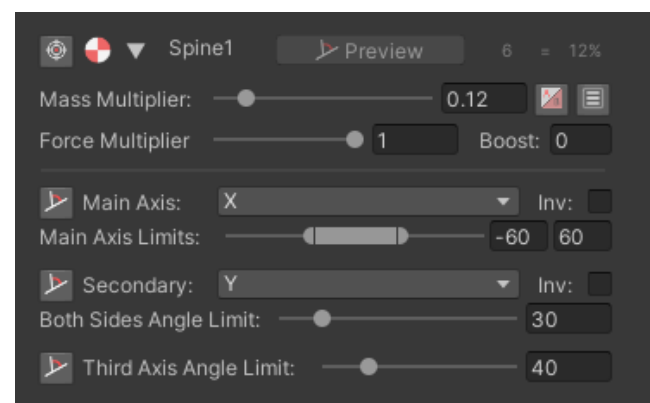 Spine1 Preview 6 = 12%
Mass Multiplier: 0.12
Force Multiplier 1 Boost: 0
Main Axis: X Inv:
Main Axis Limits: -60 60
Secondary: Y Inv:
Both Sides Angle Limit: 30
Third Axis Angle Limit: 40